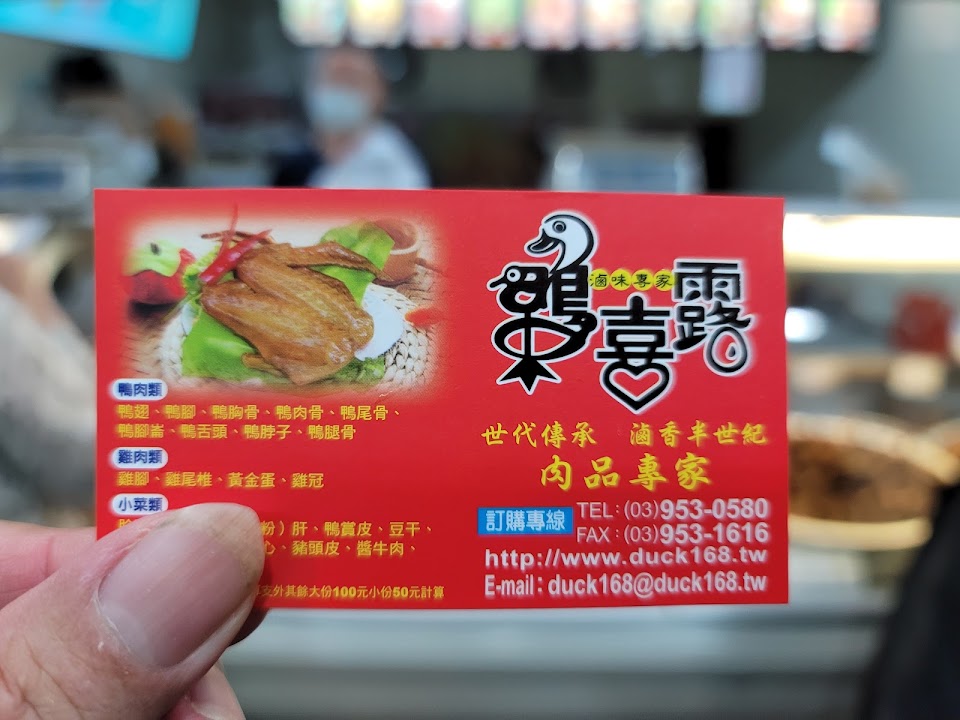 鴨肉類
鴨翅、鴨腳、鴨胸骨、鴨肉骨、鴨尾骨、
鴨腳崙、鴨舌頭、鴨脖子、鴨腿骨
雞肉類
雞腳、雞尾椎、黃金蛋、雞冠
小菜類
粉）肝、鴨賞皮、豆干、
心、豬頭皮、醬牛肉、
外其餘大份100元小份50元計算
滷味專家
鴨喜露
世代傳承 滷香半世紀
肉品專家
訂購專線
TEL:(03)953-0580
FAX:(03)953-1616
http://www.duck168.tw
E-mail:duck168@duck168.tw